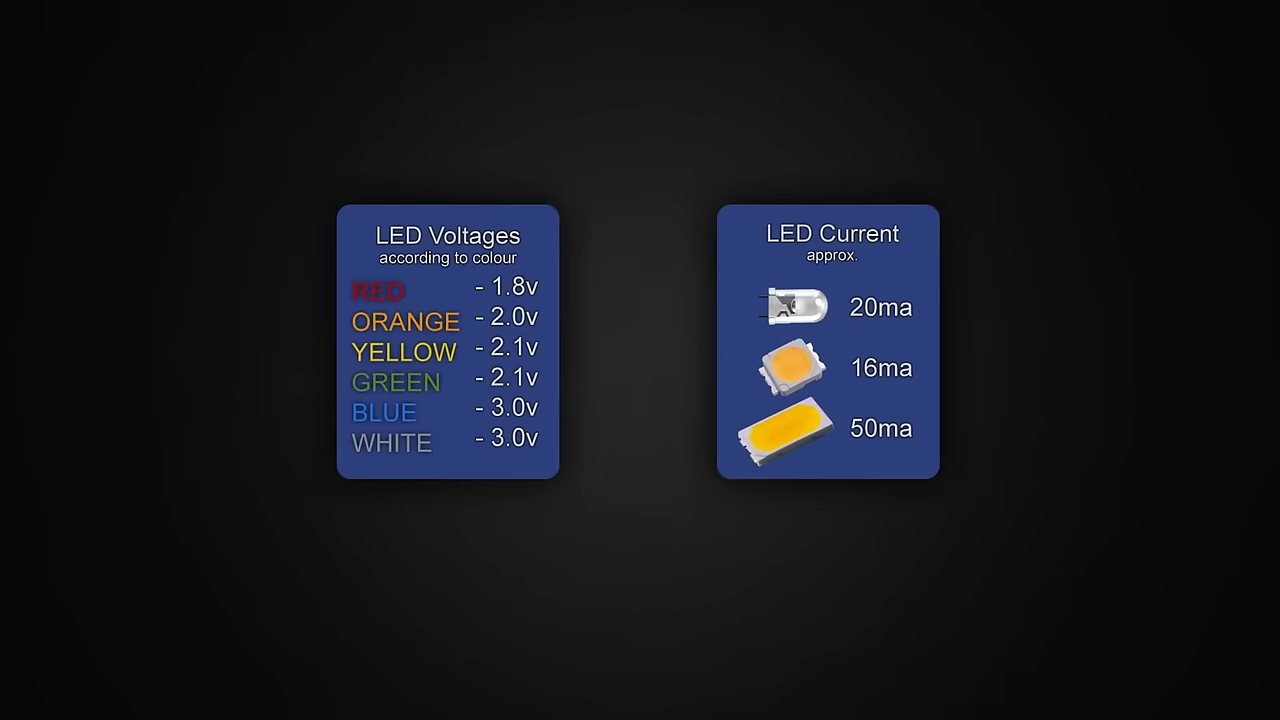 LED Voltages
according to colour
RED - 1.8v
ORANGE - 2.0v
YELLOW - 2.1v
GREEN - 2.1v
BLUE - 3.0v
WHITE - 3.0v
LED Current
approx.
20ma
16ma
50ma